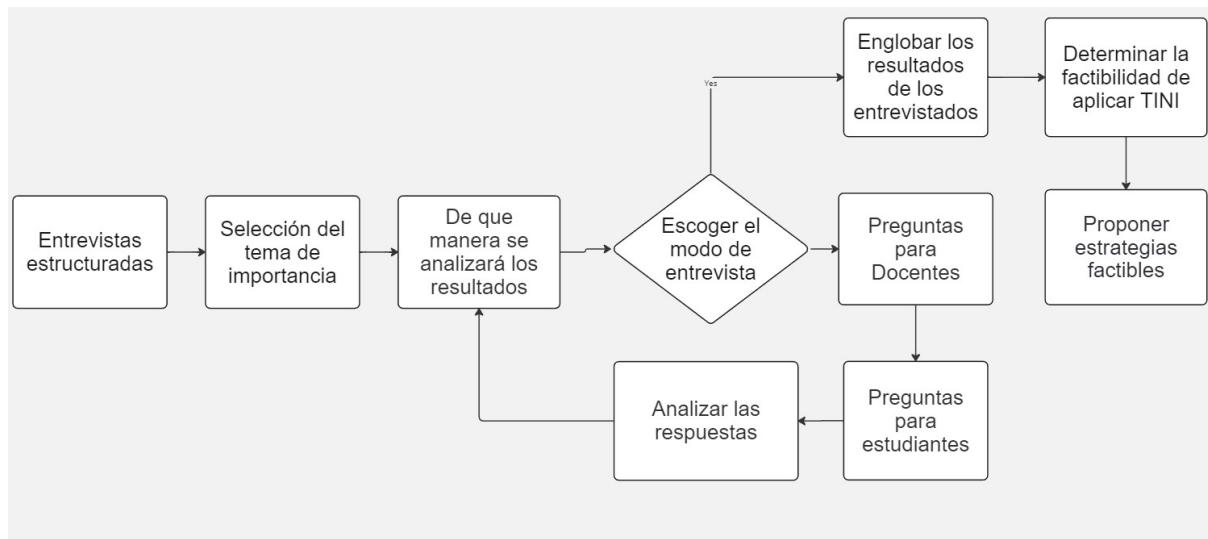 Entrevistas
estructuradas
Selección del
tema de
importancia
De que
manera se
analizará los
resultados
Escoger el
modo de
entrevista
Yes
Englobar los
resultados
de los
entrevistados
Determinar la
factibilidad de
aplicar TINI
Proponer
estrategias
factibles
Preguntas
para
Docentes
Preguntas
para
estudiantes
Analizar las
respuestas